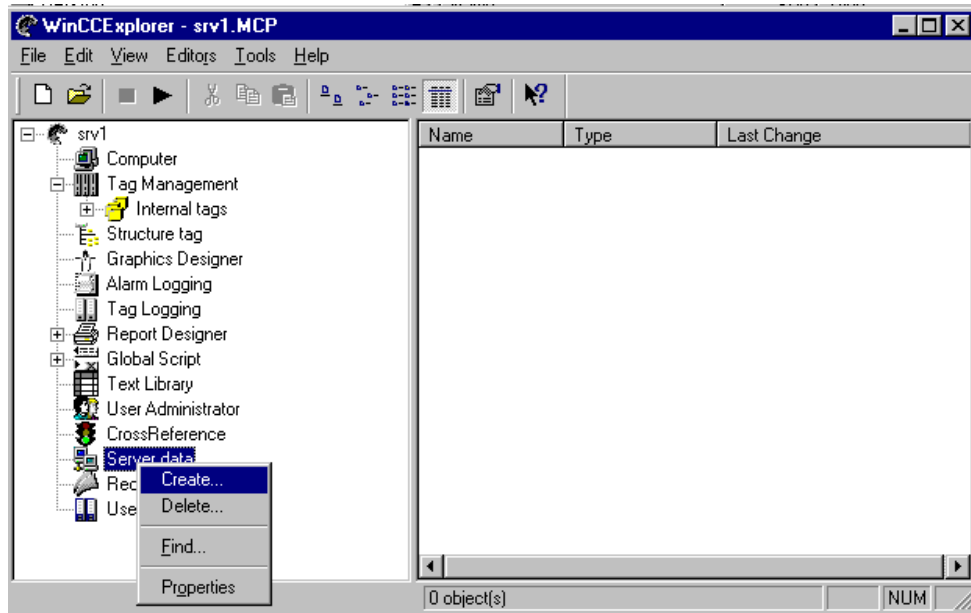 WinCCExplorer - srv1.MCP
File Edit View Editors Tools Help
srv1
Name Type Last Change
Computer
Tag Management
Internal tags
Structure tag
Graphics Designer
Alarm Logging
Tag Logging
Report Designer
Global Script
Text Library
User Administrator
CrossReference
Server data
Create...
Rec
Delete...
Use
Find...
Properties
0 object(s) NUM